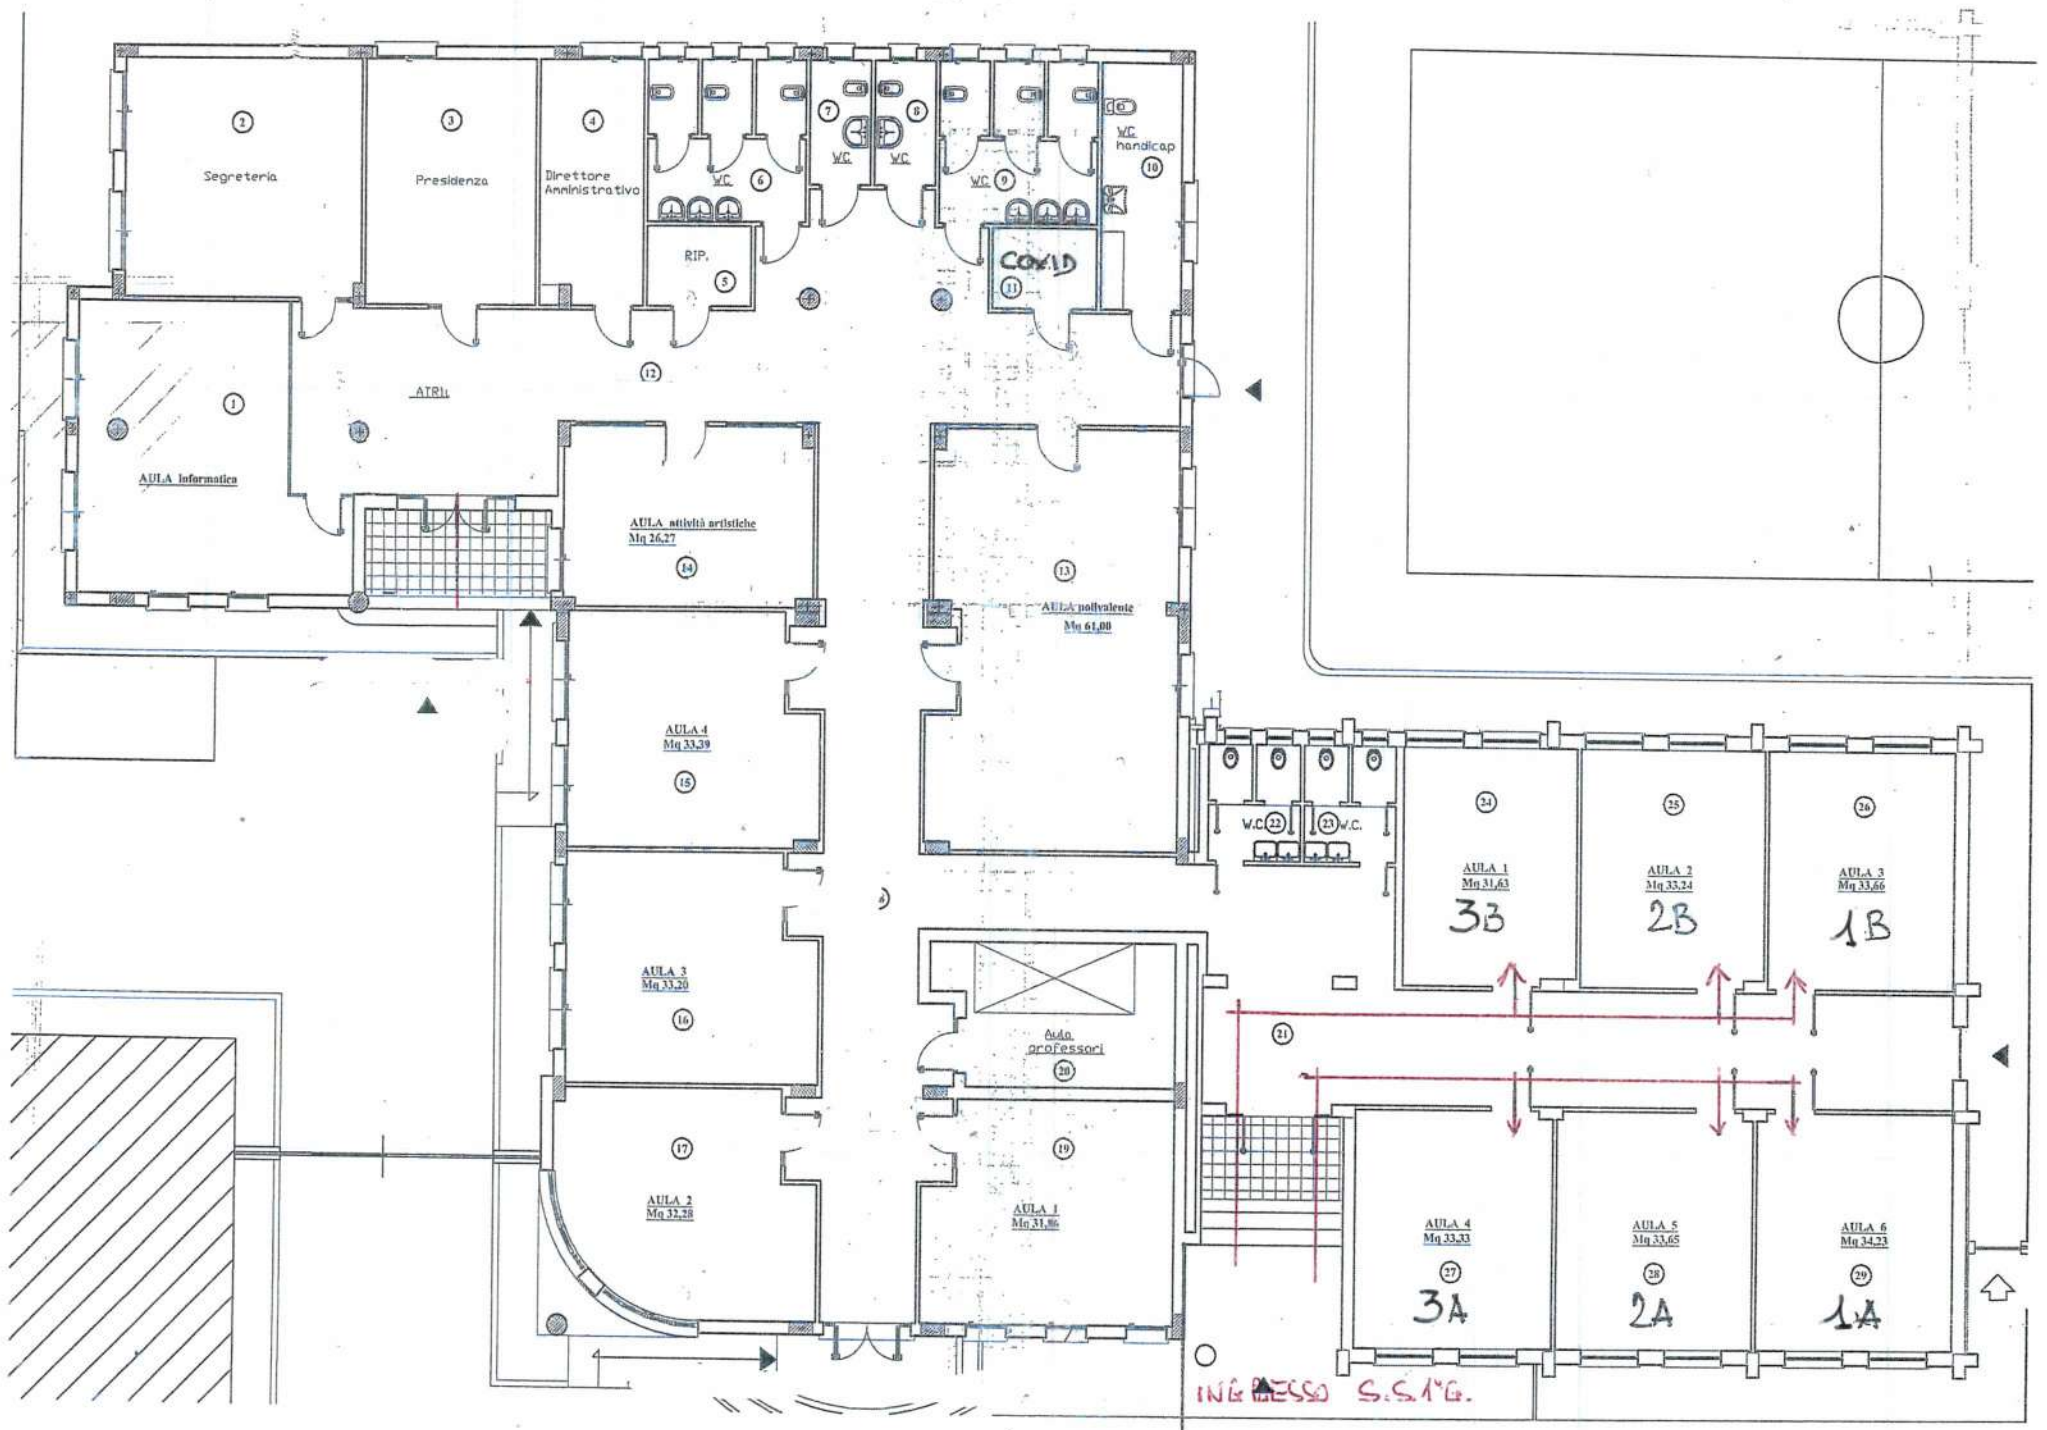 2
Segreteria
3
Presidenza
4
Direttore
Amministrativo
WC
6
7
WC
8
WC
WC
9
WC
handicap
10
RIP.
5
COVID
11
12
1
AULA informatica
AULA attività artistiche
Mq 26,27
14
13
AULA polivalente
Mq 61,00
AULA 4
Mq 33,39
15
W.C.
22
23
W.C.
24
AULA 1
Mq 31,63
3B
25
AULA 2
Mq 33,24
2B
26
AULA 3
Mq 33,66
1B
AULA 3
Mq 33,20
16
Aula
professori
20
21
17
AULA 2
Mq 32,28
19
AULA 1
Mq 31,86
AULA 4
Mq 33,33
27
3A
AULA 5
Mq 33,65
28
2A
AULA 6
Mq 34,23
29
1A
INGRESSO S.S.1°G.